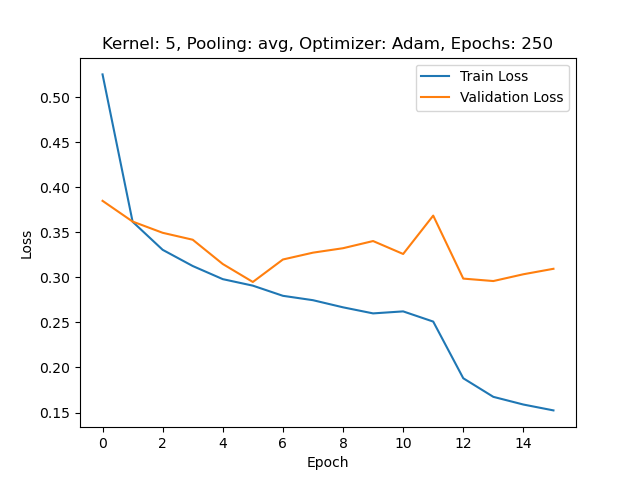 Kernel: 5, Pooling: avg, Optimizer: Adam, Epochs: 250
Train Loss
Validation Loss
0.50
0.45
0.40
0.35
0.30
0.25
0.20
0.15
Loss
0 2 4 6 8 10 12 14
Epoch